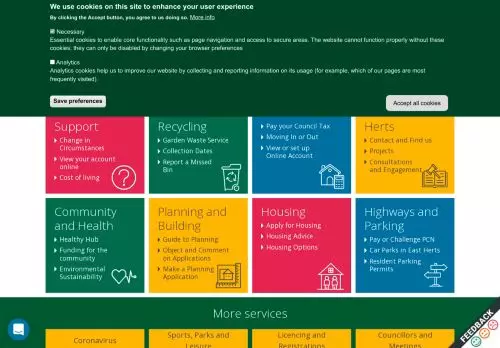 We use cookies on this site to enhance your user experience
By clicking the Accept button, you agree to us doing so. More info
Necessary
Essential cookies to enable core functionality such as page navigation and access to secure areas. The website cannot function properly without these
cookies; they can only be disabled by changing your browser preferences
Analytics
Analytics cookies help us to improve our website by collecting and reporting information on its usage (for example, which of our pages are most
frequently visited).
Save preferences
Accept all cookies
Support
Change in
Circumstances
View your account
online
Cost of living
Recycling
Garden Waste Service
Collection Dates
Report a Missed
Bin
Pay your Council Tax
Moving In or Out
View or set up
Online Account
Herts
Contact and Find us
Projects
Consultations
and Engagement
Community
and Health
Healthy Hub
Funding for the
community
Environmental
Sustainability
Planning and
Building
Guide to Planning
Object and Comment
on Applications
Make a Planning
Application
Housing
Apply for Housing
Housing Advice
Housing Options
Highways and
Parking
Pay or Challenge PCN
Car Parks in East Herts
Resident Parking
Permits
More services
Coronavirus
Sports, Parks and
Leisure
Licencing and
Registrations
Councillors and
Meetings
FEEDBACK